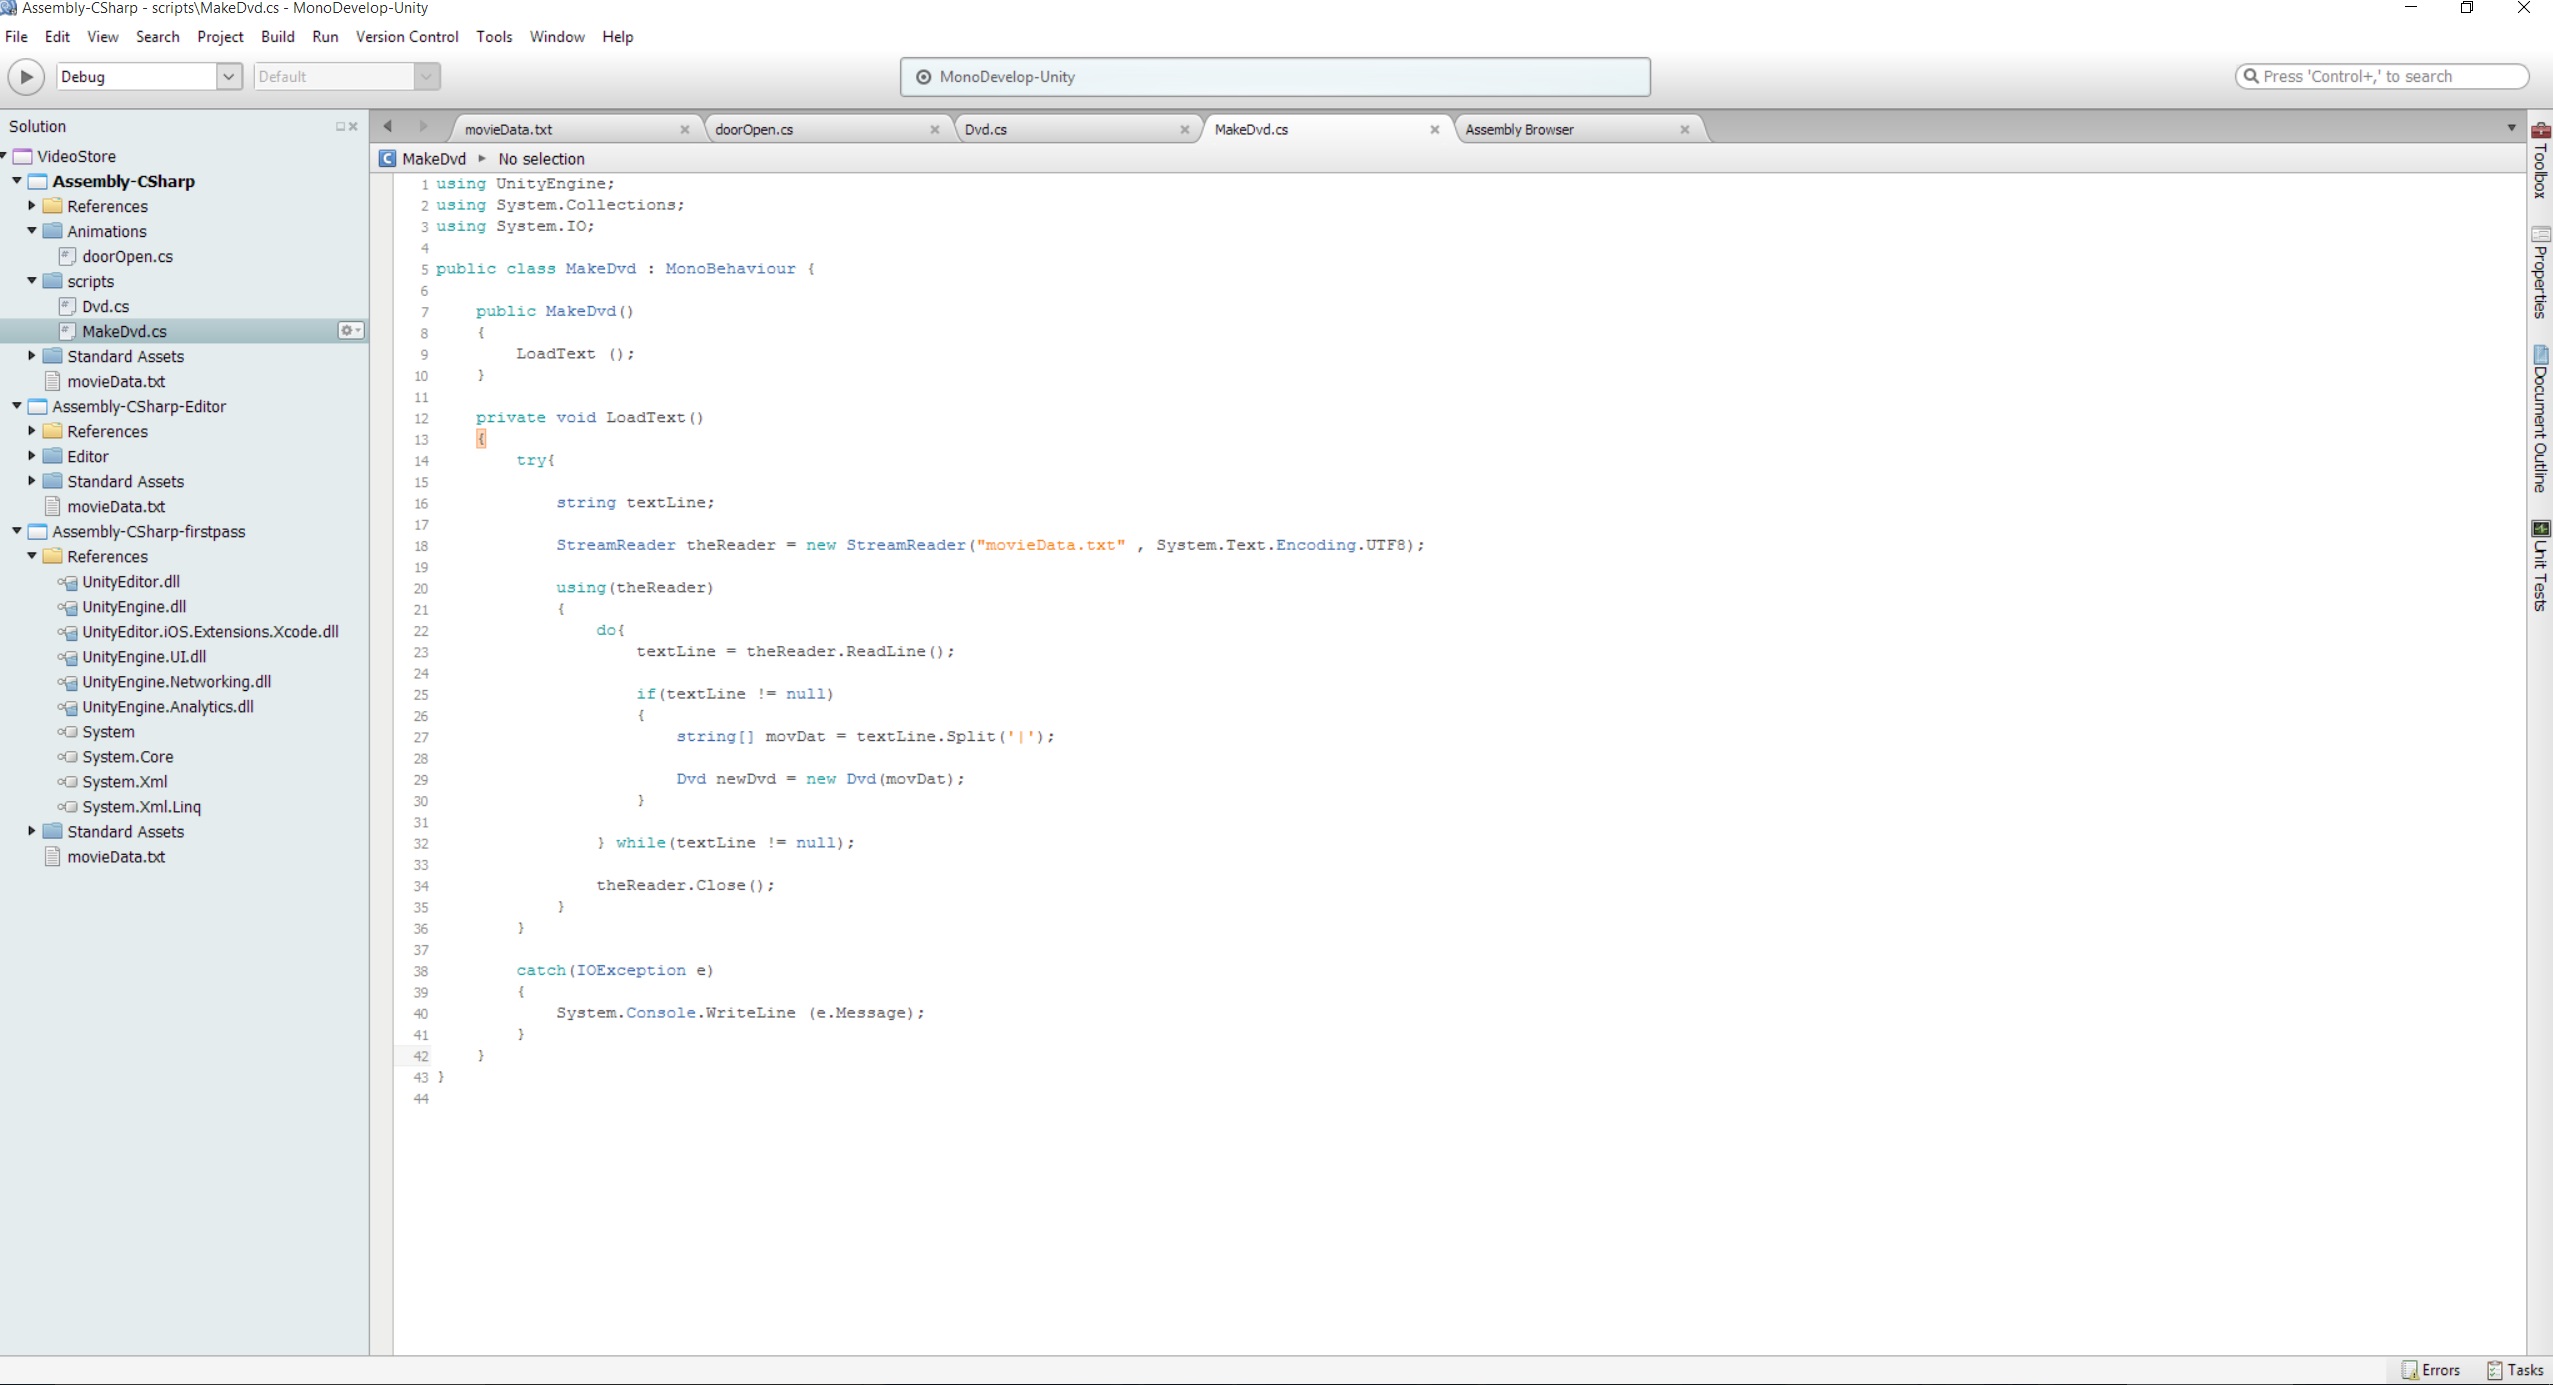 Assembly-CSharp - scripts\MakeDvd.cs - MonoDevelop-Unity
File Edit View Search Project Build Run Version Control Tools Window Help
Debug Default MonoDevelop-Unity Press 'Control+,' to search
Solution
VideoStore
Assembly-CSharp
References
Animations
doorOpen.cs
scripts
Dvd.cs
MakeDvd.cs
Standard Assets
movieData.txt
Assembly-CSharp-Editor
References
Editor
Standard Assets
movieData.txt
Assembly-CSharp-firstpass
References
UnityEditor.dll
UnityEngine.dll
UnityEditor.iOS.Extensions.Xcode.dll
UnityEngine.UI.dll
UnityEngine.Networking.dll
UnityEngine.Analytics.dll
System
System.Core
System.Xml
System.Xml.Linq
Standard Assets
movieData.txt
movieData.txt doorOpen.cs Dvd.cs MakeDvd.cs Assembly Browser
MakeDvd No selection
1 using UnityEngine;
2 using System.Collections;
3 using System.IO;
4
5 public class MakeDvd : MonoBehaviour {
6
7 public MakeDvd()
8 {
9 LoadText ();
10 }
11
12 private void LoadText()
13 {
14 try{
15
16 string textLine;
17
18 StreamReader theReader = new StreamReader("movieData.txt" , System.Text.Encoding.UTF8);
19
20 using(theReader)
21 {
22 do{
23 textLine = theReader.ReadLine();
24
25 if(textLine != null)
26 {
27 string[] movDat = textLine.Split('|');
28
29 Dvd newDvd = new Dvd(movDat);
30 }
31
32 } while(textLine != null);
33
34 theReader.Close();
35 }
36 }
37
38 catch(IOException e)
39 {
40 System.Console.WriteLine (e.Message);
41 }
42 }
43 }
44
Toolbox
Properties
Document Outline
Unit Tests
Errors Tasks